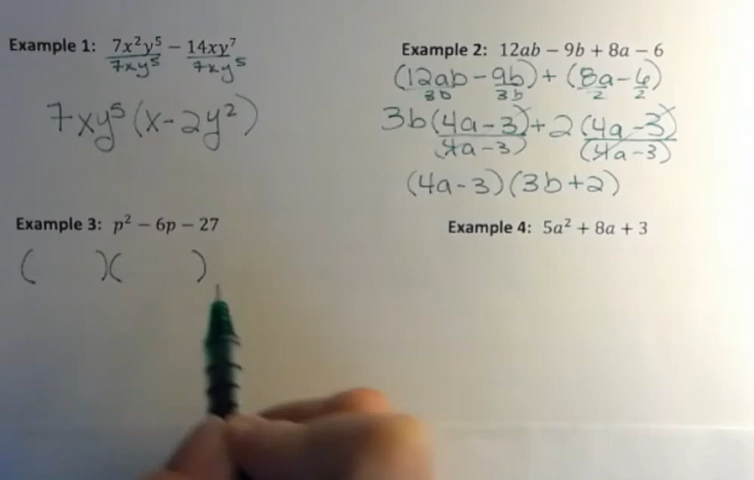 Example 1: 7x²y⁵ − 14xy⁷
7xy⁵ 7xy⁵
7xy⁵(x − 2y²)
Example 2: 12ab − 9b + 8a − 6
(12ab − 9b) + (8a − 6)
3b 3b 2 2
3b(4a − 3) + 2(4a − 3)
(4a − 3) (4a − 3)
(4a − 3)(3b + 2)
Example 3: p² − 6p − 27
( )( )
Example 4: 5a² + 8a + 3